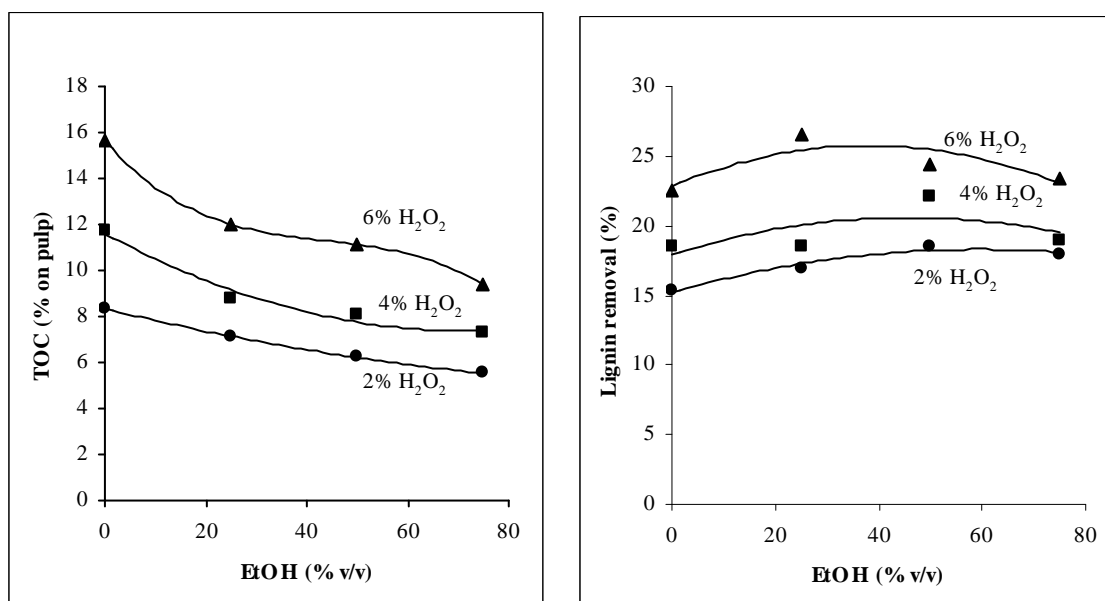 18
16
14
12
10
8
6
4
2
0
TOC (% on pulp)
6% H₂O₂
4% H₂O₂
2% H₂O₂
0 20 40 60 80
EtOH (% v/v)
30
25
20
15
10
5
0
Lignin removal (%)
6% H₂O₂
4% H₂O₂
2% H₂O₂
0 20 40 60 80
EtOH (% v/v)